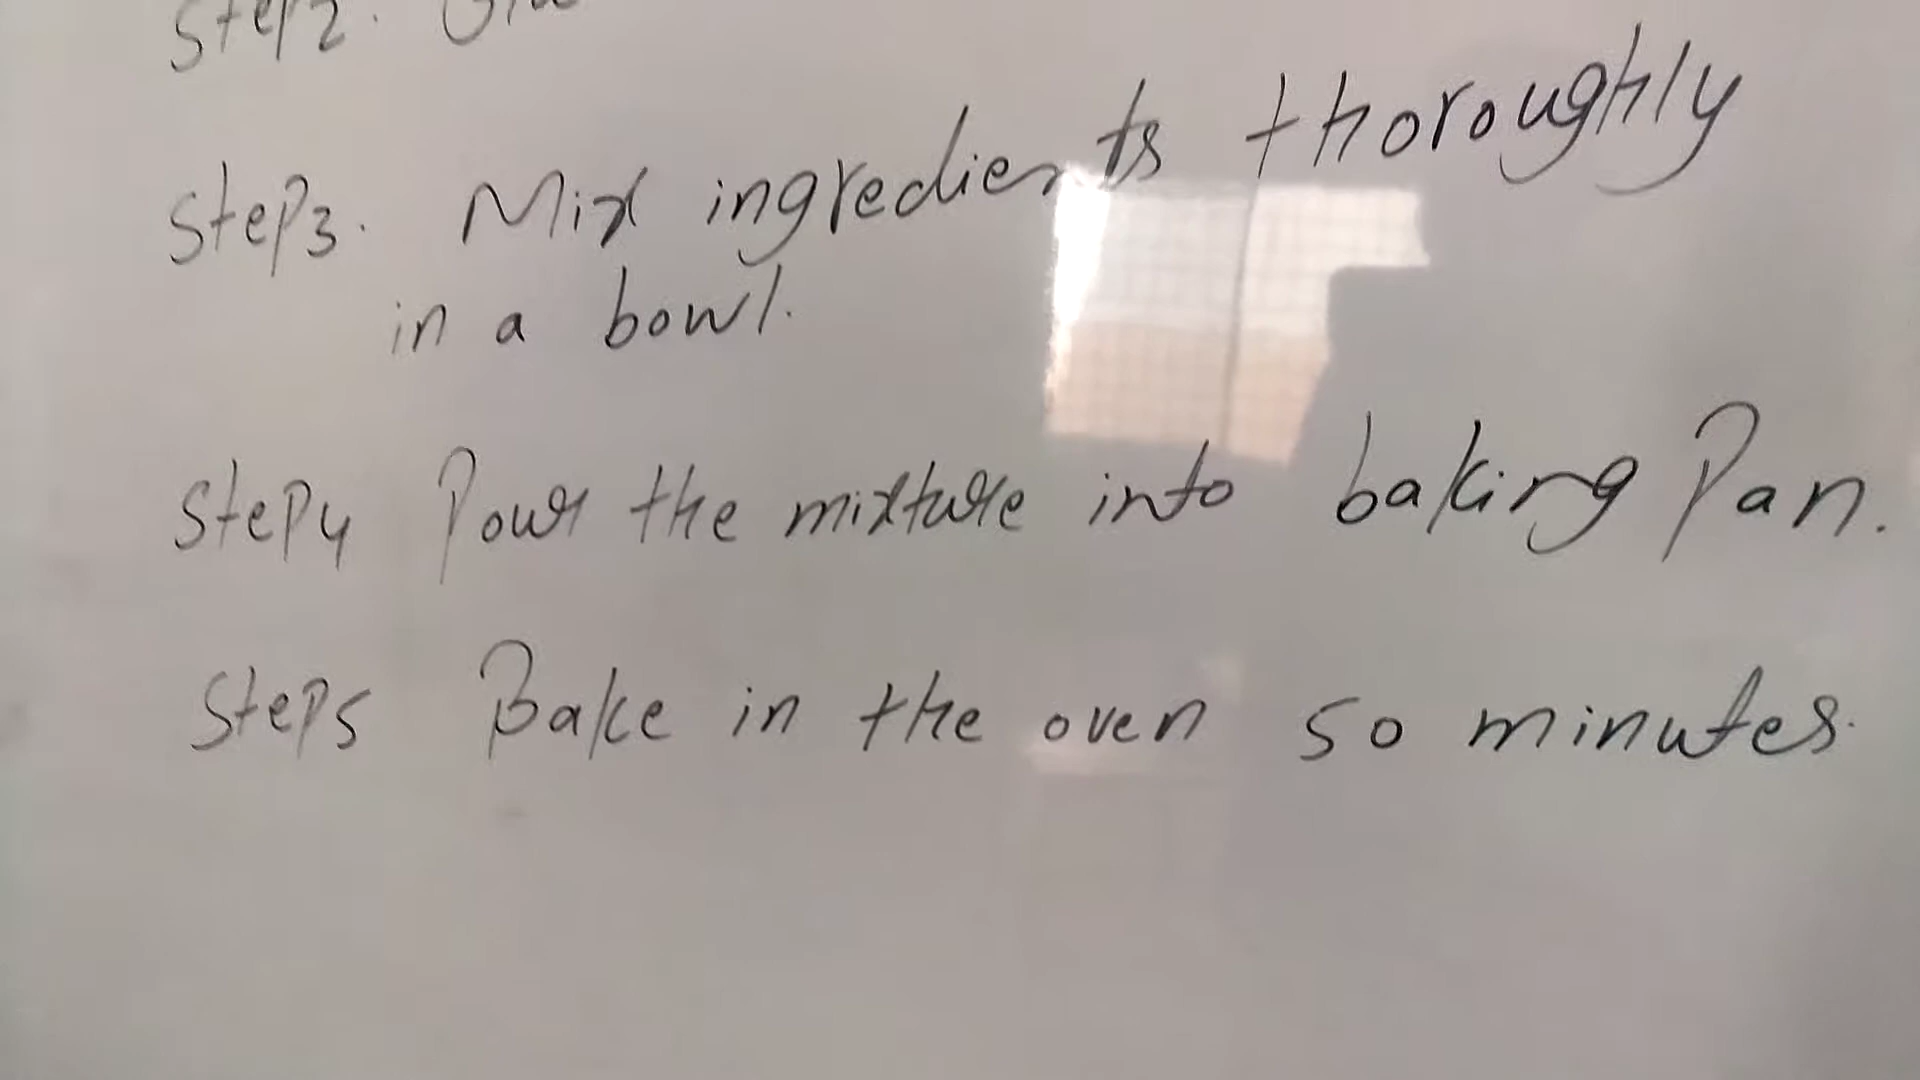 Step2.
Step3. Mix ingredients thoroughly
in a bowl.
Step4 Pour the mixture into baking Pan.
Step5 Bake in the oven 50 minutes.